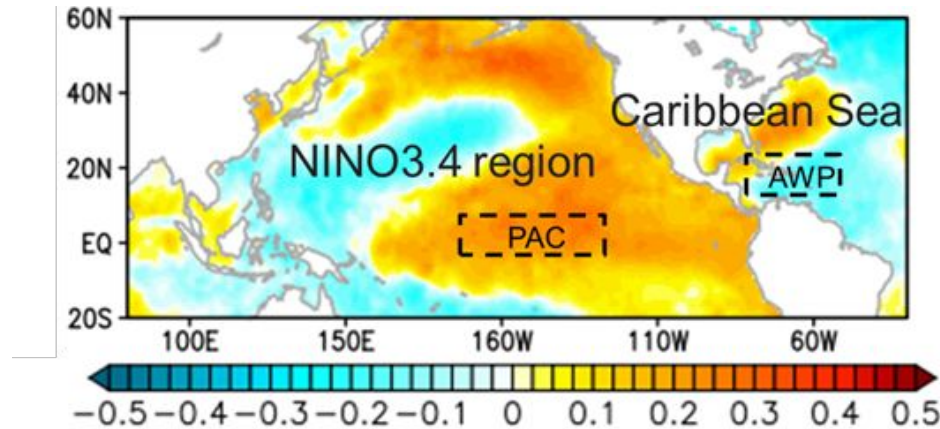 60N
40N
Caribbean Sea
NINO3.4 region
20N
AWP
PAC
EQ
20S
100E 150E 160W 110W 60W
-0.5 -0.4 -0.3 -0.2 -0.1 0 0.1 0.2 0.3 0.4 0.5